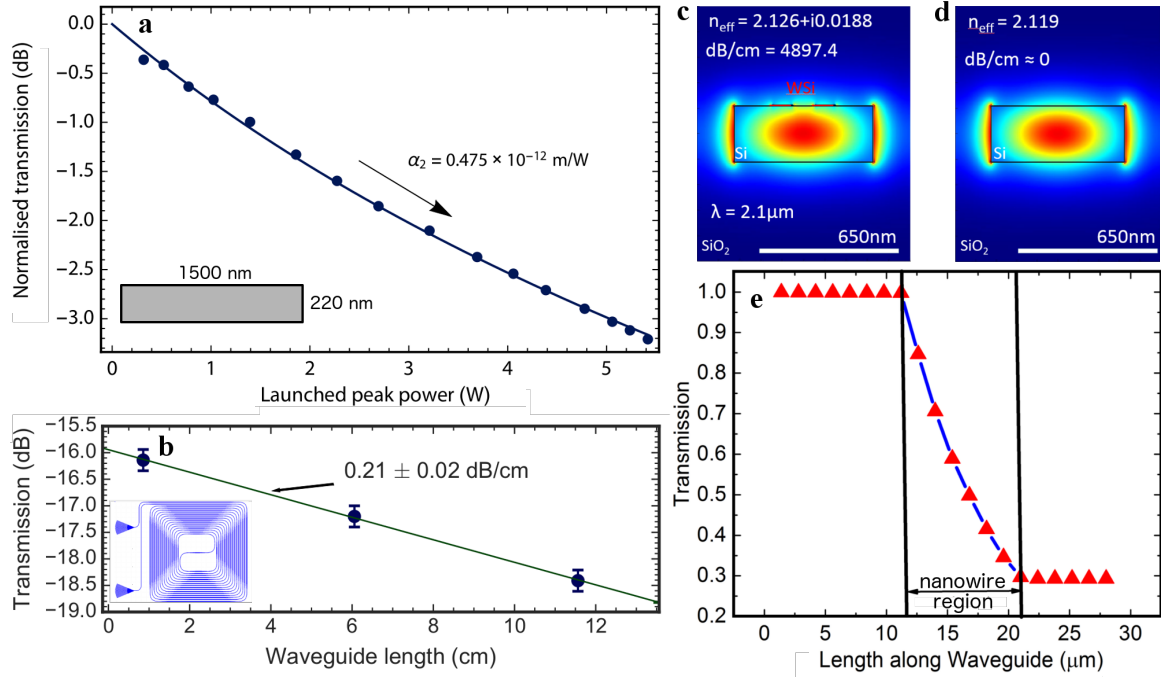 a
Normalised transmission (dB)
0.0
−0.5
−1.0
−1.5
−2.0
−2.5
−3.0
α₂ = 0.475 × 10⁻¹² m/W
1500 nm
220 nm
0 1 2 3 4 5
Launched peak power (W)
b
Transmission (dB)
−15.5
−16.0
−16.5
−17.0
−17.5
−18.0
−18.5
−19.0
0.21 ± 0.02 dB/cm
0 2 4 6 8 10 12
Waveguide length (cm)
c
n_eff = 2.126+i0.0188
dB/cm = 4897.4
WSi
Si
λ = 2.1μm
SiO₂
650nm
d
n_eff = 2.119
dB/cm ≈ 0
Si
SiO₂
650nm
e
Transmission
1.0
0.9
0.8
0.7
0.6
0.5
0.4
0.3
0.2
nanowire
region
0 5 10 15 20 25 30
Length along Waveguide (μm)